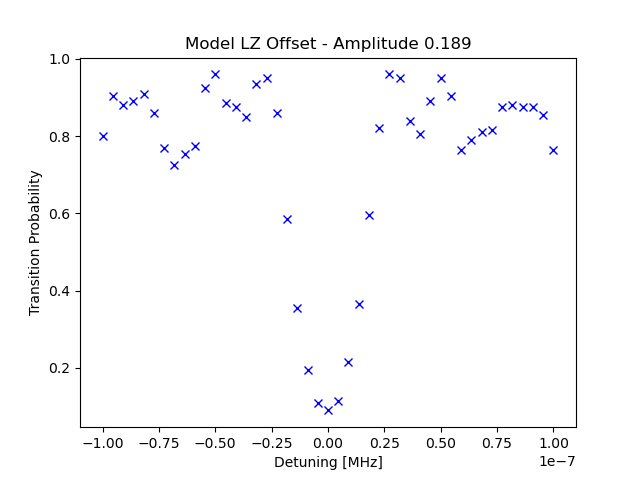 Model LZ Offset - Amplitude 0.189
Transition Probability
1.0
0.8
0.6
0.4
0.2
−1.00 −0.75 −0.50 −0.25 0.00 0.25 0.50 0.75 1.00
1e−7
Detuning [MHz]